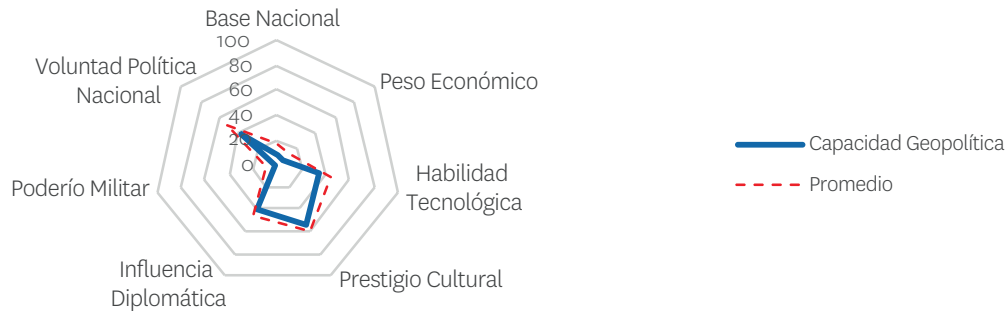 Base Nacional
100
80
60
40
20
0
Voluntad Política
Nacional
Peso Económico
Poderío Militar
Habilidad
Tecnológica
Influencia
Diplomática
Prestigio Cultural
Capacidad Geopolítica
Promedio